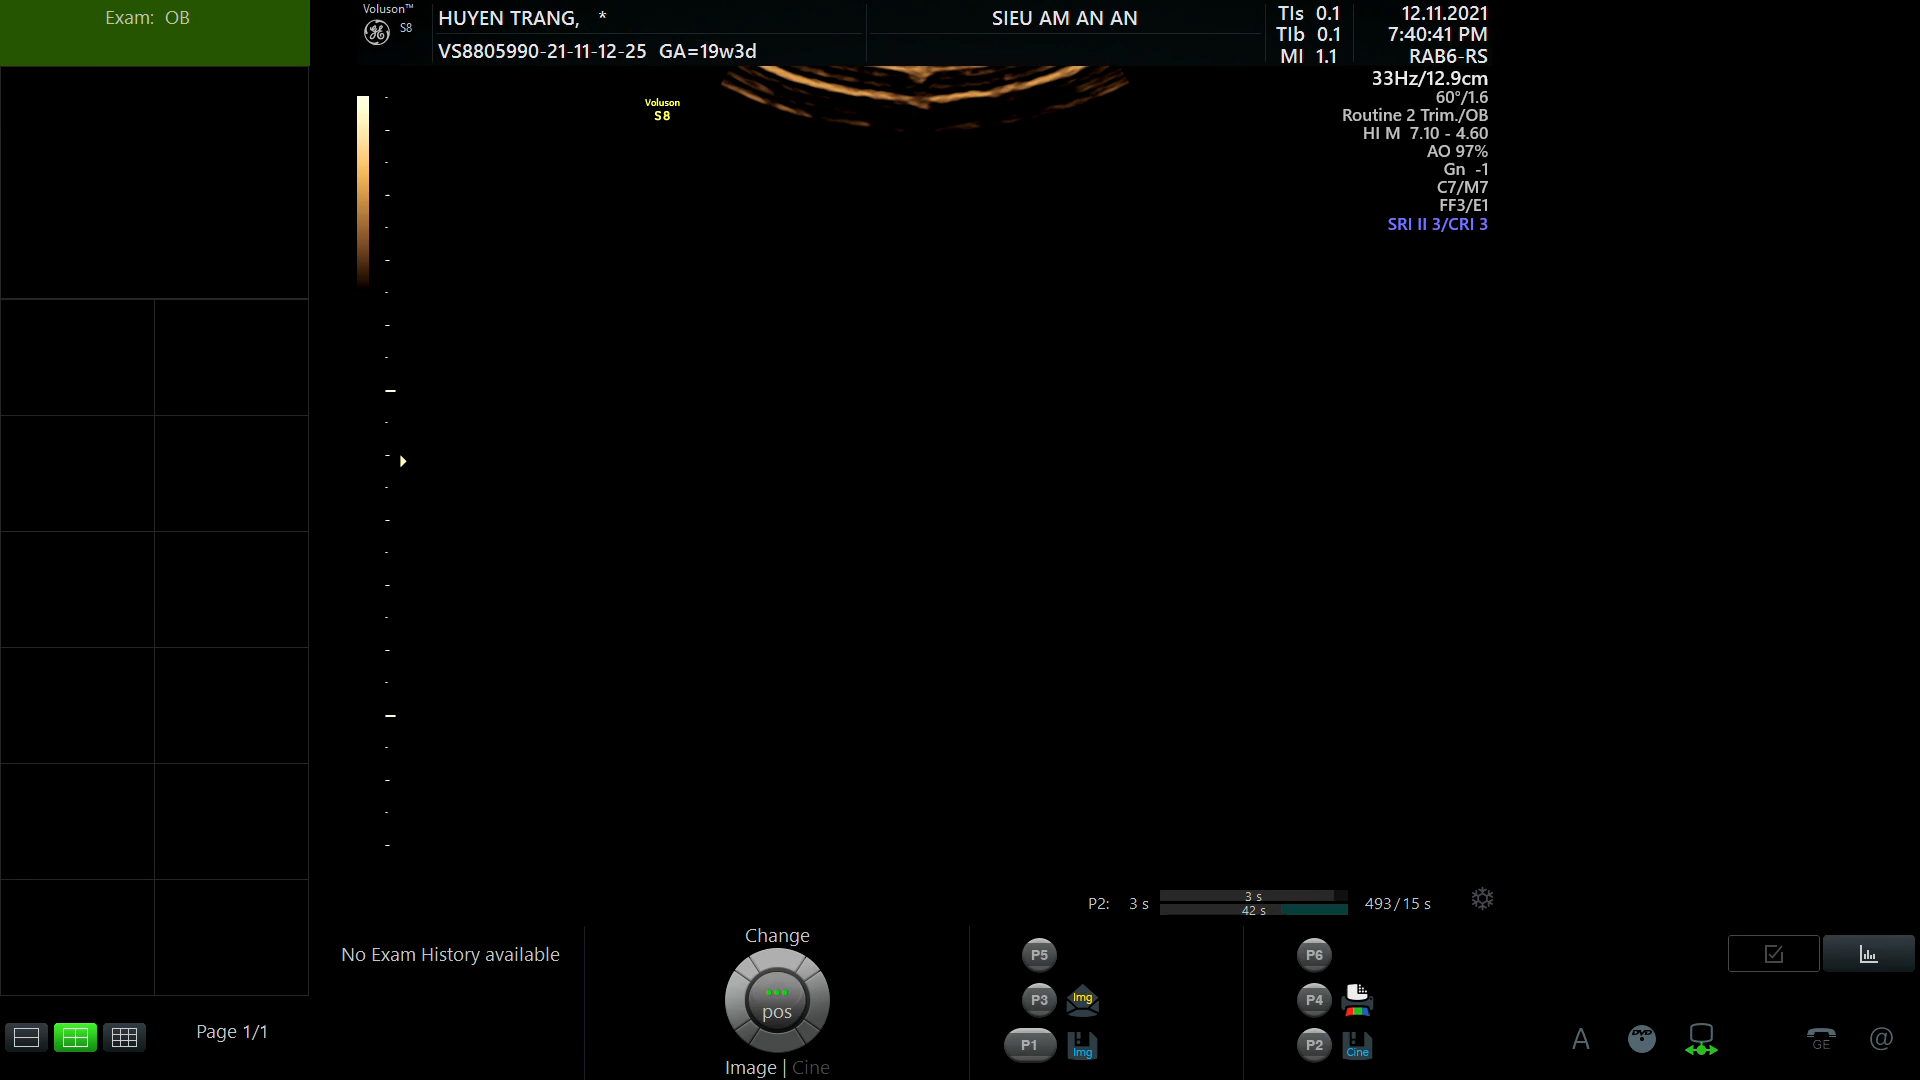 Exam: OB
Voluson™
S8
HUYEN TRANG, *
VS8805990-21-11-12-25 GA=19w3d
SIEU AM AN AN
TIs 0.1
TIb 0.1
MI 1.1
12.11.2021
7:40:41 PM
RAB6-RS
33Hz/12.9cm
60°/1.6
Routine 2 Trim./OB
HI M 7.10 - 4.60
AO 97%
Gn -1
C7/M7
FF3/E1
SRI II 3/CRI 3
Voluson
S8
P2: 3 s
3 s
42 s
493/15 s
No Exam History available
Change
pos
Image | Cine
P5
P3 Img
P1 Img
P6
P4
P2 Cine
Page 1/1
A
DVD
GE
@